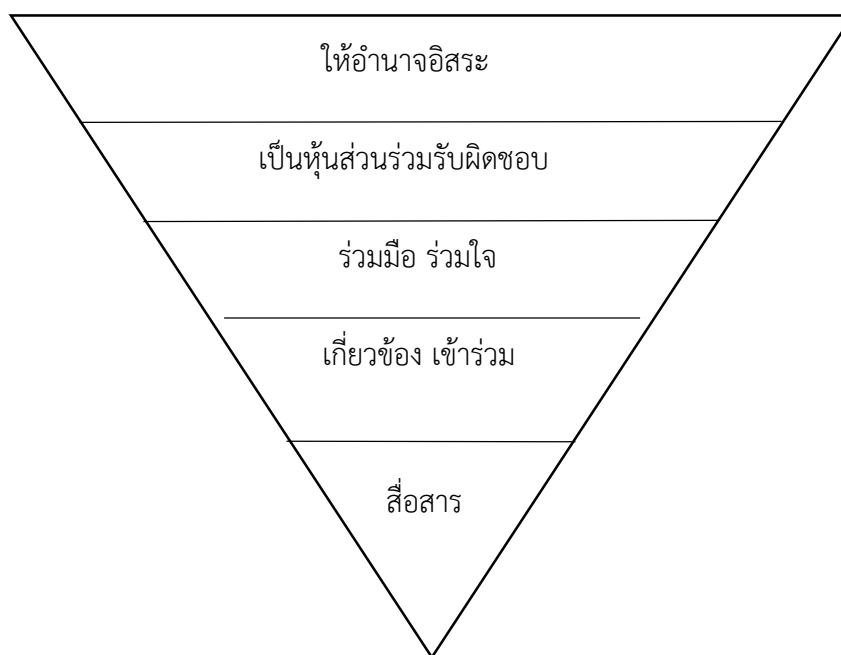 ให้อำนาจอิสระ
เป็นหุ้นส่วนร่วมรับผิดชอบ
ร่วมมือ ร่วมใจ
เกี่ยวข้อง เข้าร่วม
สื่อสาร